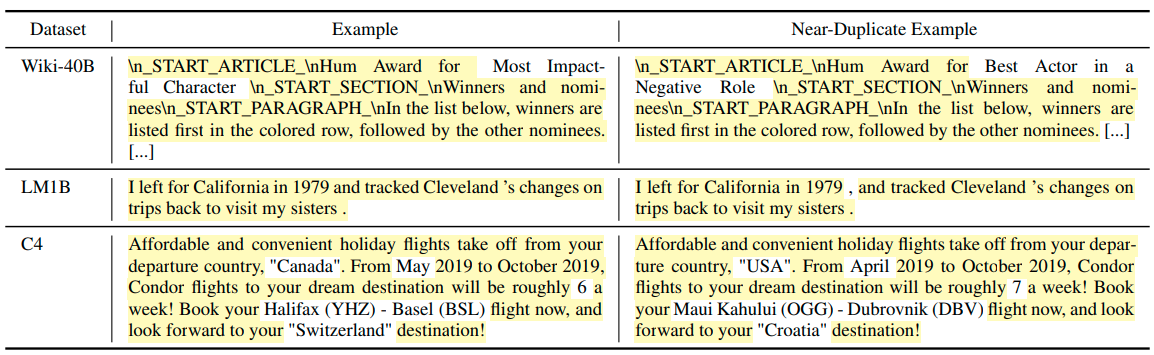 Dataset Example Near-Duplicate Example
Wiki-40B
\n_START_ARTICLE_\nHum Award for Most Impact-
ful Character \n_START_SECTION_\nWinners and nomi-
nees\n_START_PARAGRAPH_\nIn the list below, winners are
listed first in the colored row, followed by the other nominees.
[...]
\n_START_ARTICLE_\nHum Award for Best Actor in a
Negative Role \n_START_SECTION_\nWinners and nomi-
nees\n_START_PARAGRAPH_\nIn the list below, winners are
listed first in the colored row, followed by the other nominees. [...]
LM1B
I left for California in 1979 and tracked Cleveland 's changes on
trips back to visit my sisters .
I left for California in 1979 , and tracked Cleveland 's changes on
trips back to visit my sisters .
C4
Affordable and convenient holiday flights take off from your
departure country, "Canada". From May 2019 to October 2019,
Condor flights to your dream destination will be roughly 6 a
week! Book your Halifax (YHZ) - Basel (BSL) flight now, and
look forward to your "Switzerland" destination!
Affordable and convenient holiday flights take off from your depar-
ture country, "USA". From April 2019 to October 2019, Condor
flights to your dream destination will be roughly 7 a week! Book
your Maui Kahului (OGG) - Dubrovnik (DBV) flight now, and look
forward to your "Croatia" destination!